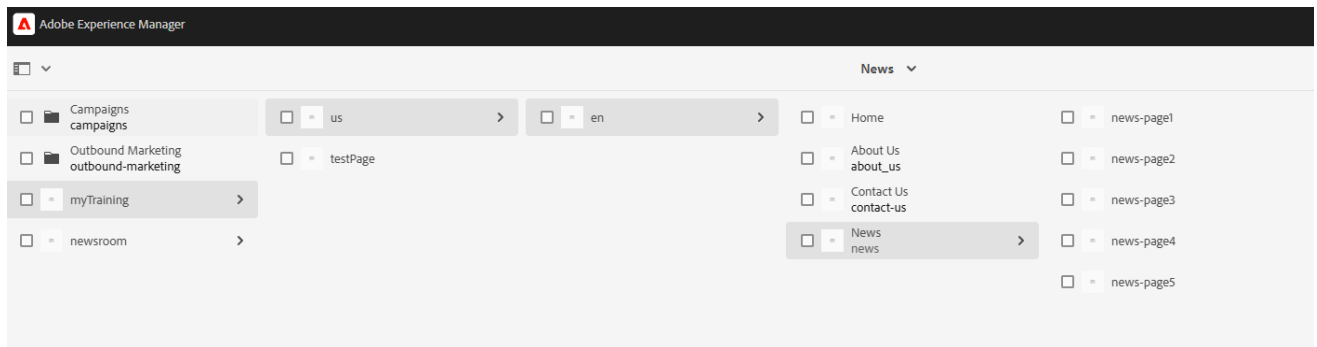 Adobe Experience Manager
News
Campaigns
campaigns
Outbound Marketing
outbound-marketing
myTraining
newsroom
us
testPage
en
Home
About Us
about_us
Contact Us
contact-us
News
news
news-page1
news-page2
news-page3
news-page4
news-page5